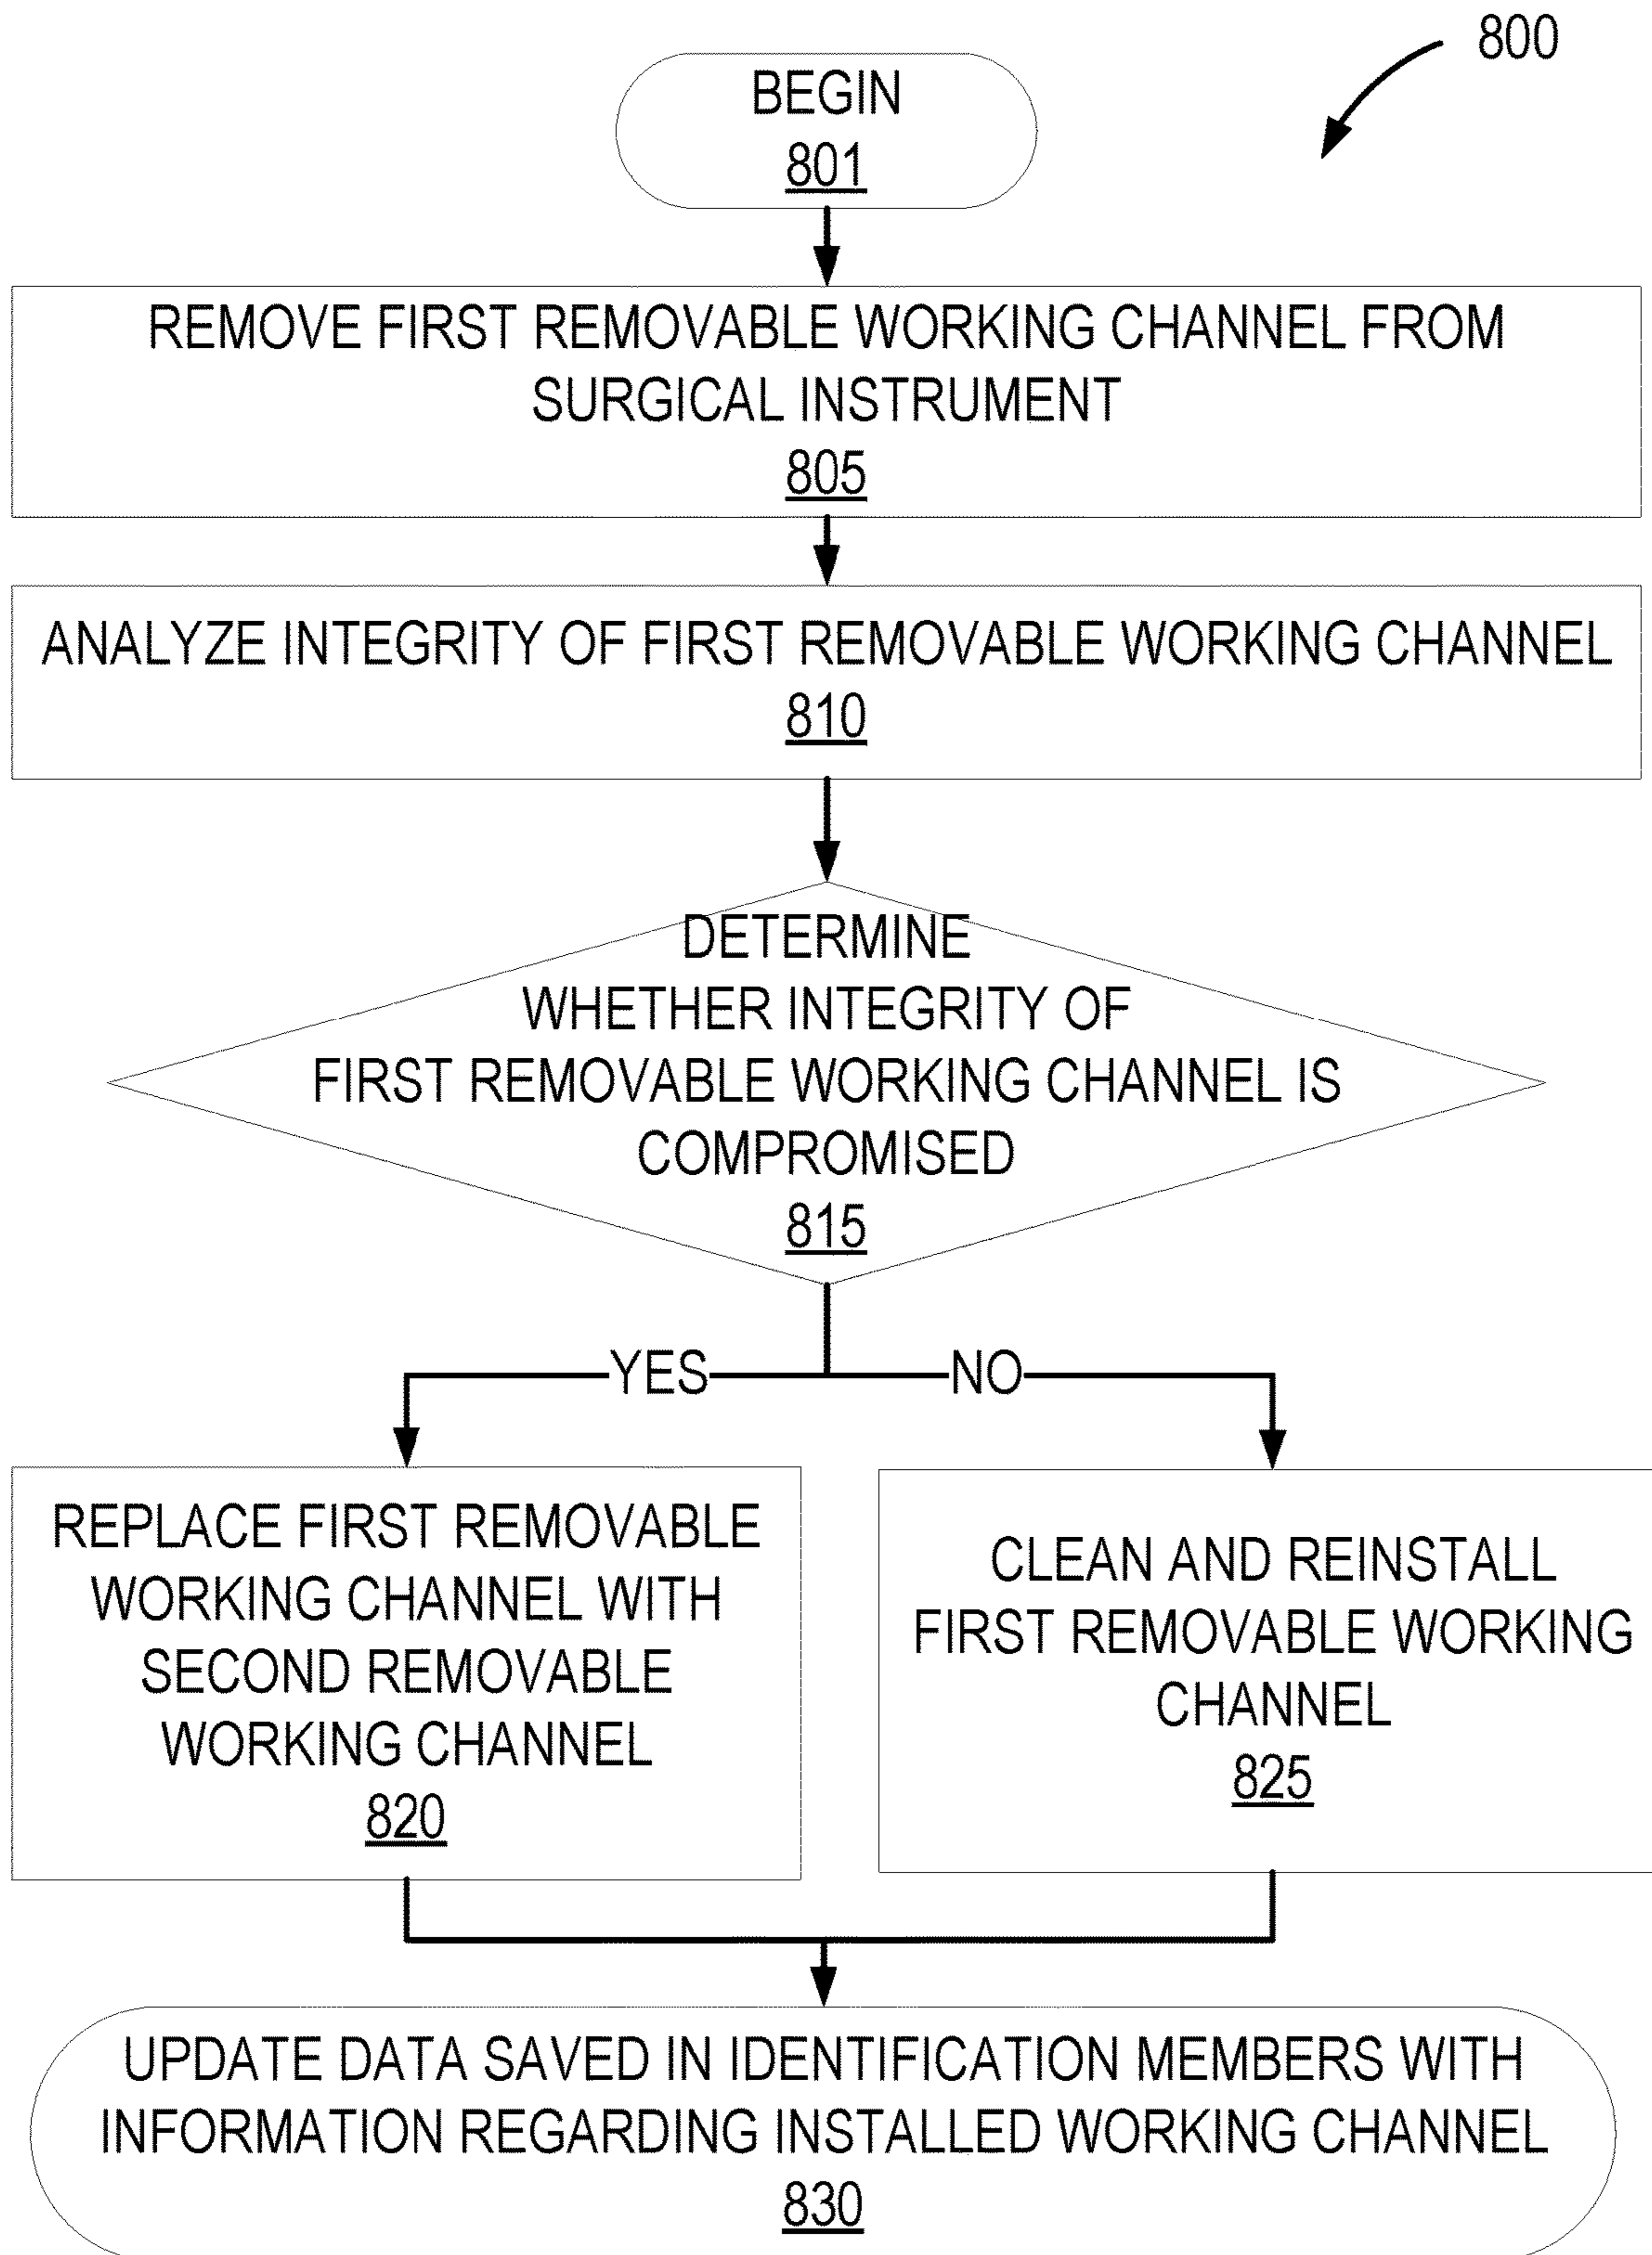 800
BEGIN
801
REMOVE FIRST REMOVABLE WORKING CHANNEL FROM
SURGICAL INSTRUMENT
805
ANALYZE INTEGRITY OF FIRST REMOVABLE WORKING CHANNEL
810
DETERMINE
WHETHER INTEGRITY OF
FIRST REMOVABLE WORKING CHANNEL IS
COMPROMISED
815
YES
NO
REPLACE FIRST REMOVABLE
WORKING CHANNEL WITH
SECOND REMOVABLE
WORKING CHANNEL
820
CLEAN AND REINSTALL
FIRST REMOVABLE WORKING
CHANNEL
825
UPDATE DATA SAVED IN IDENTIFICATION MEMBERS WITH
INFORMATION REGARDING INSTALLED WORKING CHANNEL
830